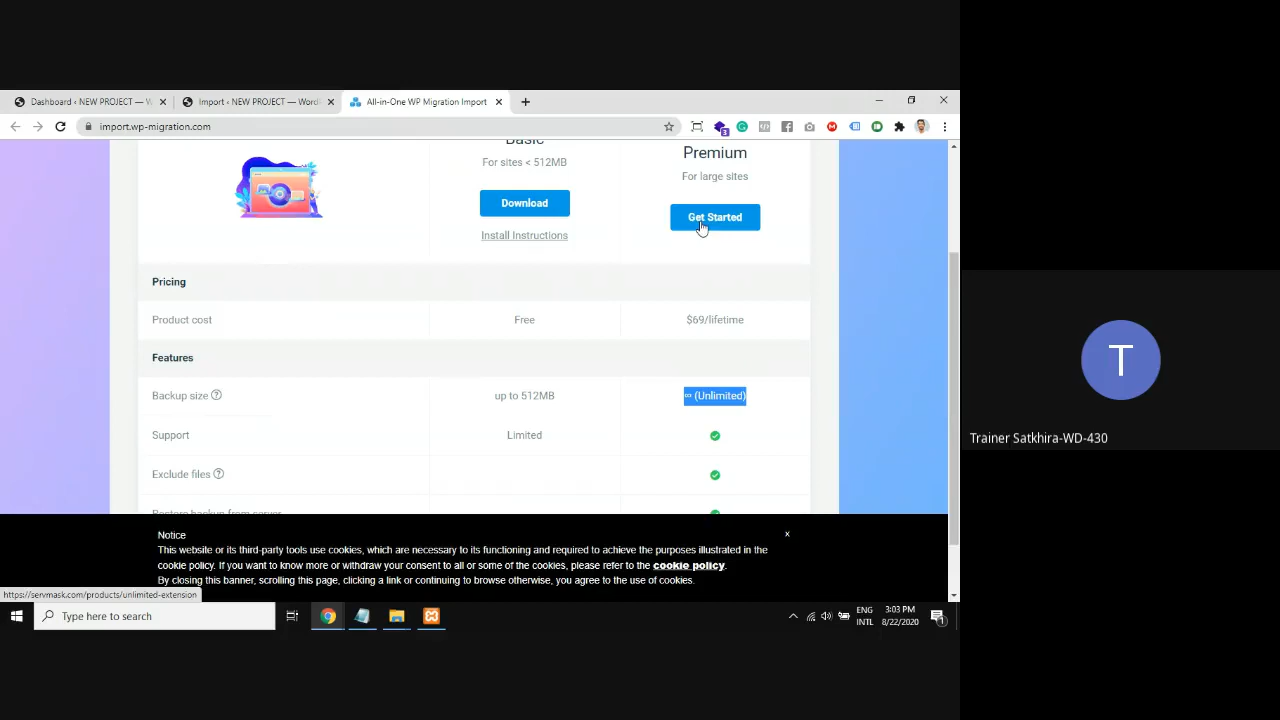 Dashboard ‹ NEW PROJECT — W
Import ‹ NEW PROJECT — Word
All-in-One WP Migration Import
import.wp-migration.com
3
Basic
Premium
For sites < 512MB
For large sites
Download
Get Started
Install Instructions
Pricing
Product cost
Free
$69/lifetime
Features
Backup size ?
up to 512MB
∞ (Unlimited)
Support
Limited
Exclude files ?
Restore backup from server
Notice
x
This website or its third-party tools use cookies, which are necessary to its functioning and required to achieve the purposes illustrated in the
cookie policy. If you want to know more or withdraw your consent to all or some of the cookies, please refer to the cookie policy.
By closing this banner, scrolling this page, clicking a link or continuing to browse otherwise, you agree to the use of cookies.
https://servmask.com/products/unlimited-extension
Type here to search
ENG
INTL
3:03 PM
8/22/2020
1
T
Trainer Satkhira-WD-430